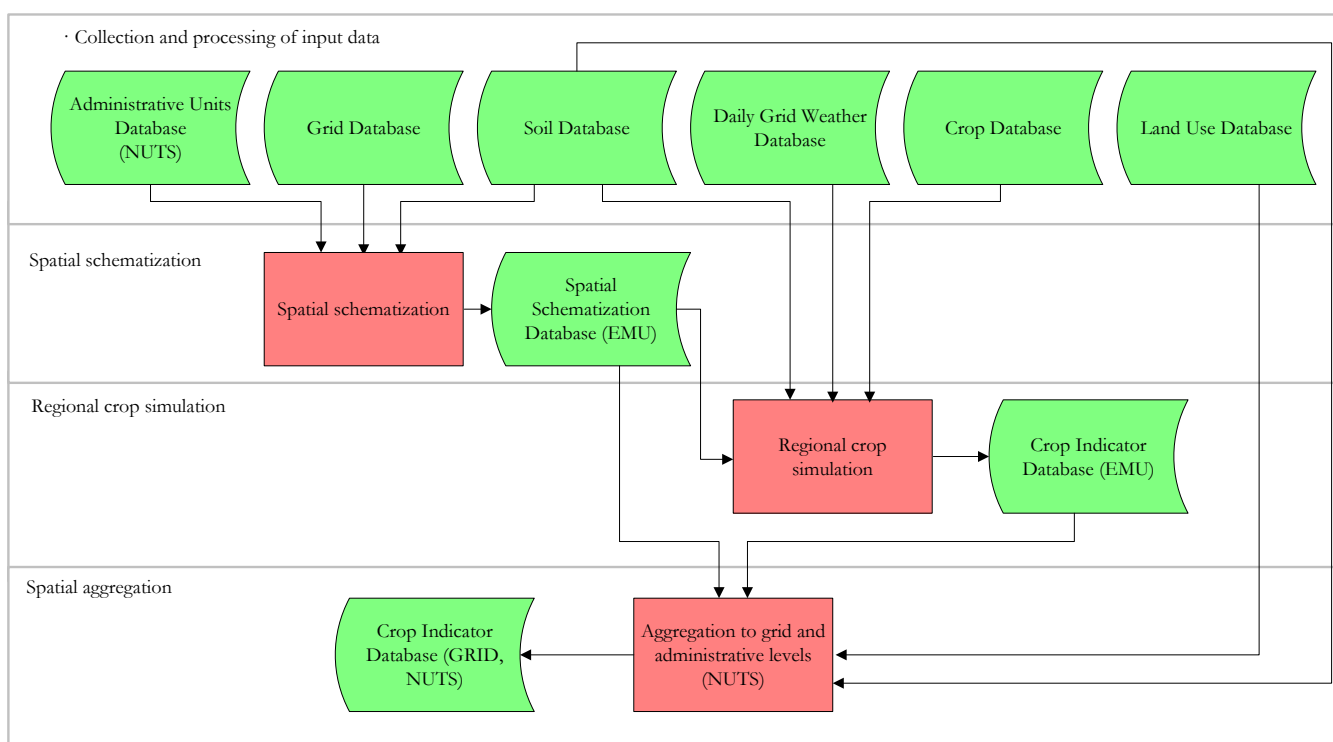 · Collection and processing of input data
Administrative Units
Database
(NUTS)
Grid Database
Soil Database
Daily Grid Weather
Database
Crop Database
Land Use Database
Spatial schematization
Spatial schematization
Spatial
Schematization
Database (EMU)
Regional crop simulation
Regional crop
simulation
Crop Indicator
Database (EMU)
Spatial aggregation
Crop Indicator
Database (GRID,
NUTS)
Aggregation to grid and
administrative levels
(NUTS)